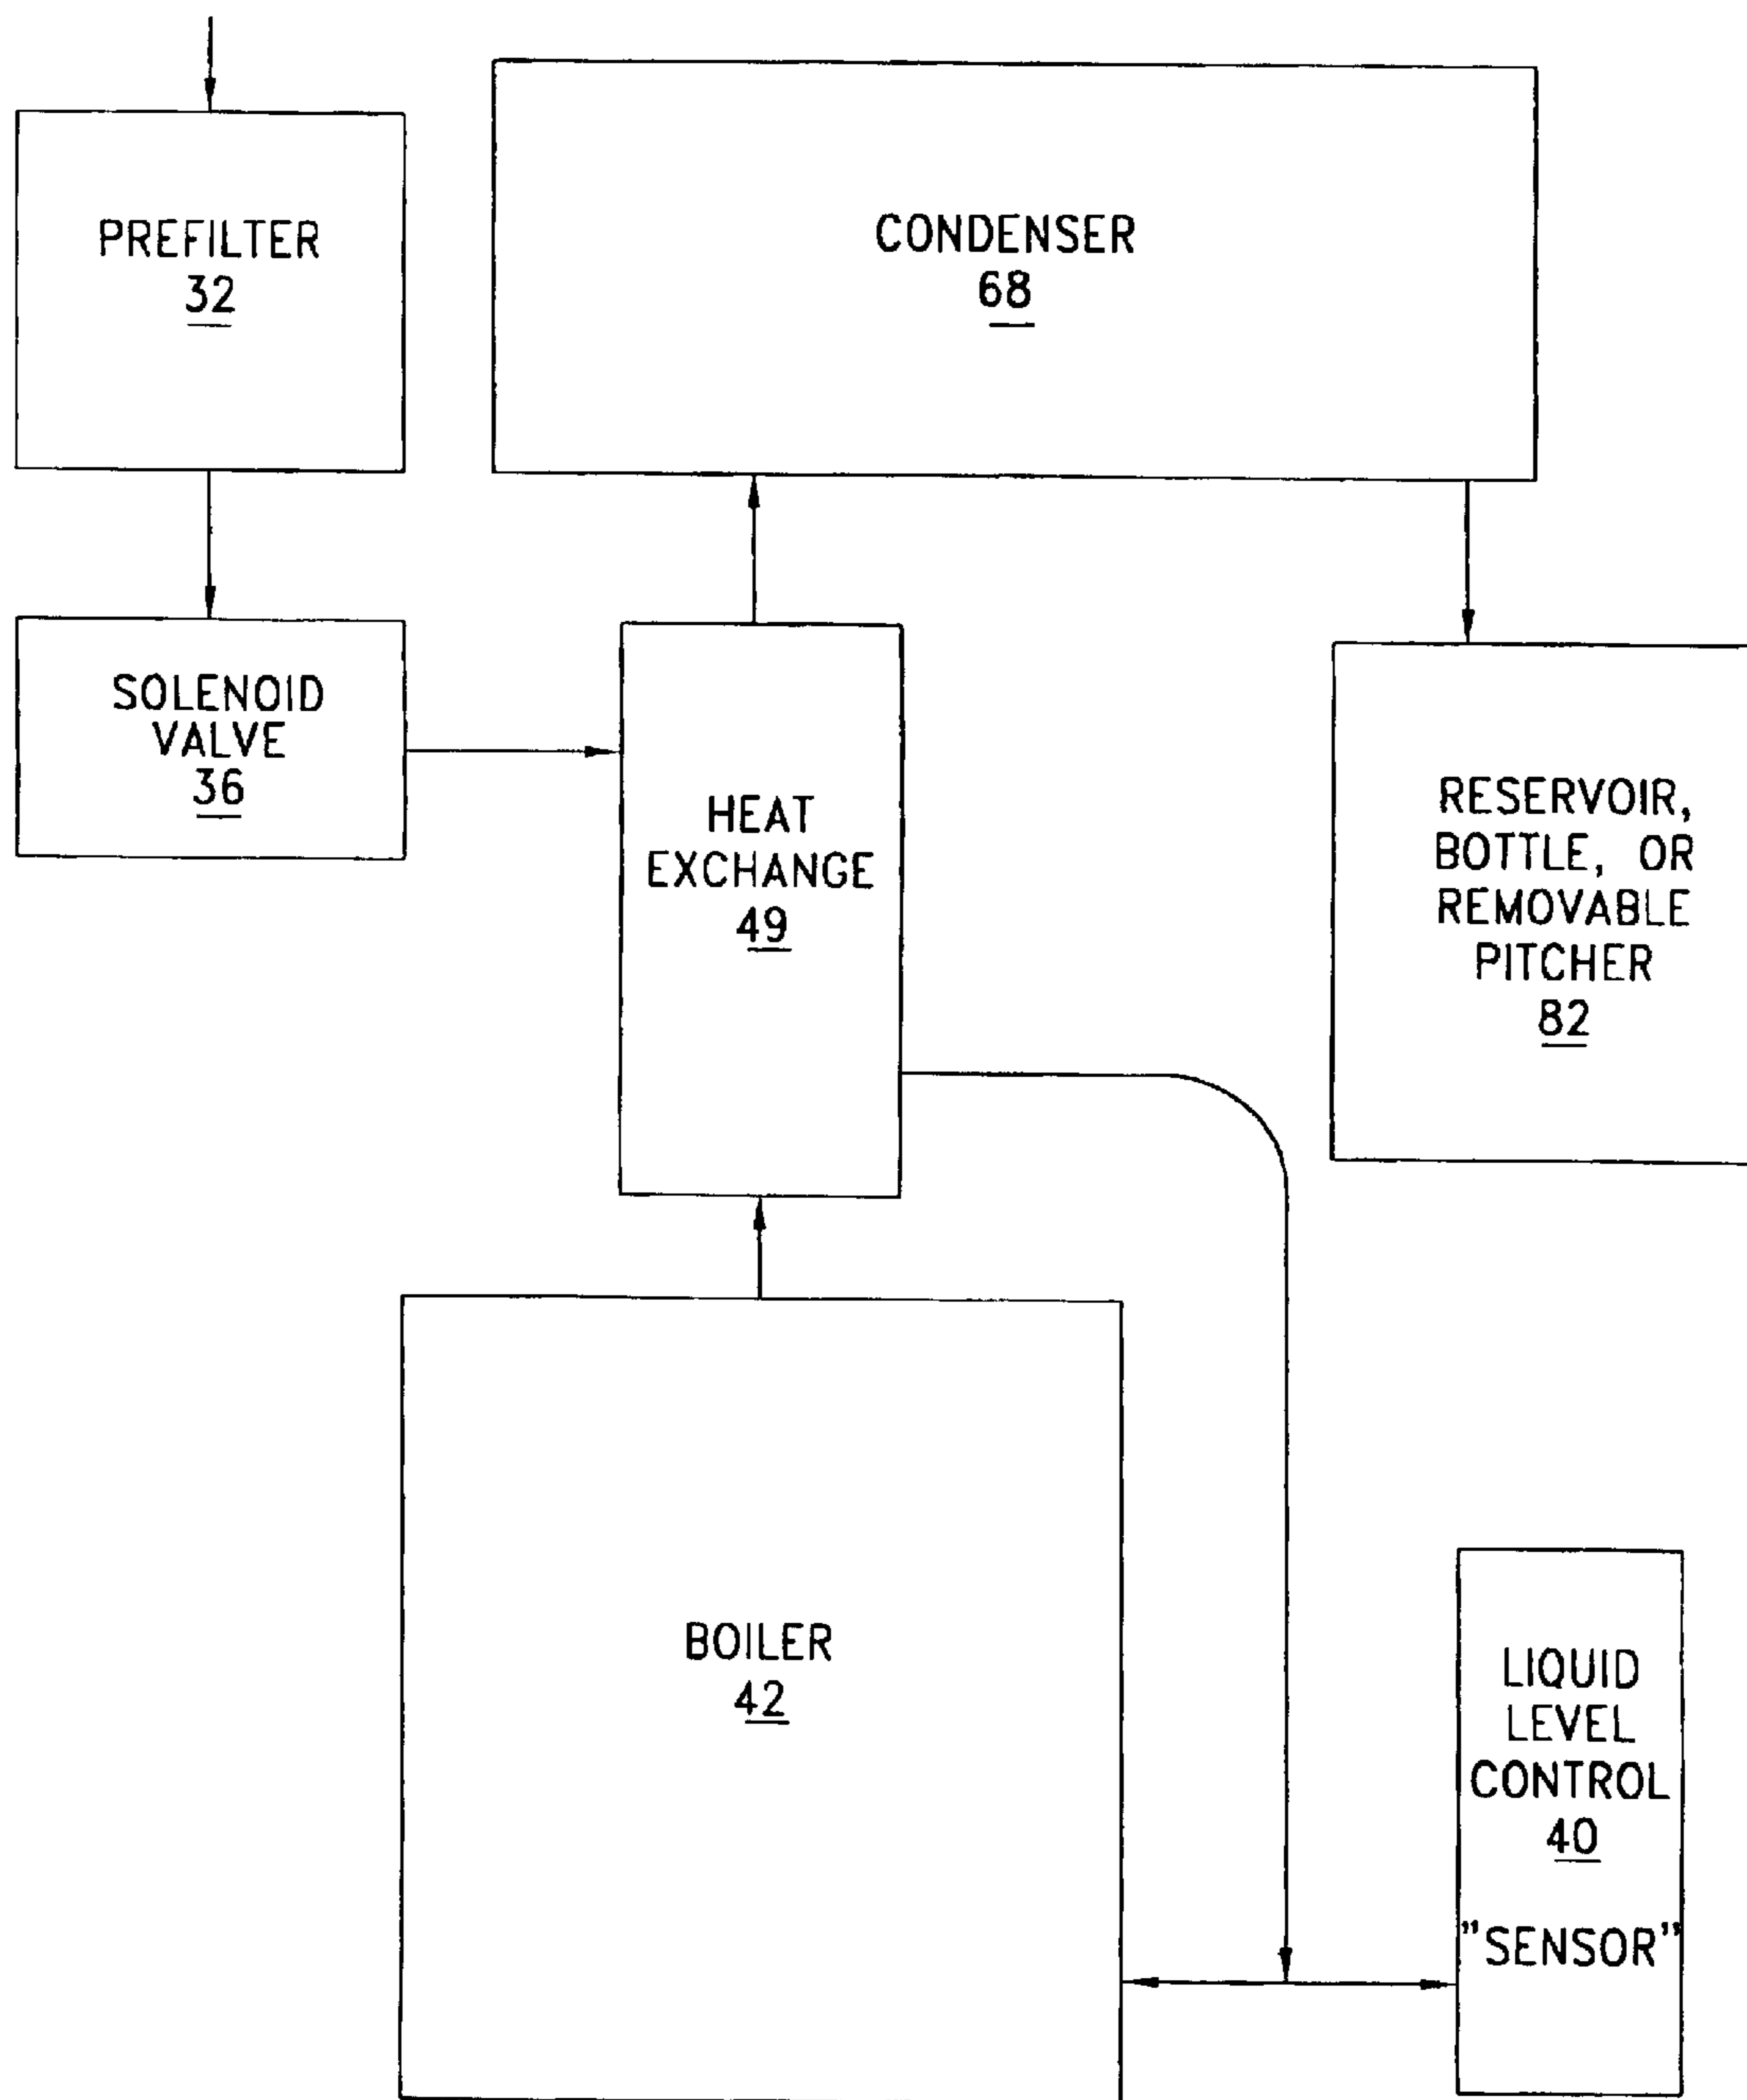 PREFILTER
32
CONDENSER
68
SOLENOID
VALVE
36
HEAT
EXCHANGE
49
RESERVOIR,
BOTTLE, OR
REMOVABLE
PITCHER
82
BOILER
42
LIQUID
LEVEL
CONTROL
40
"SENSOR"